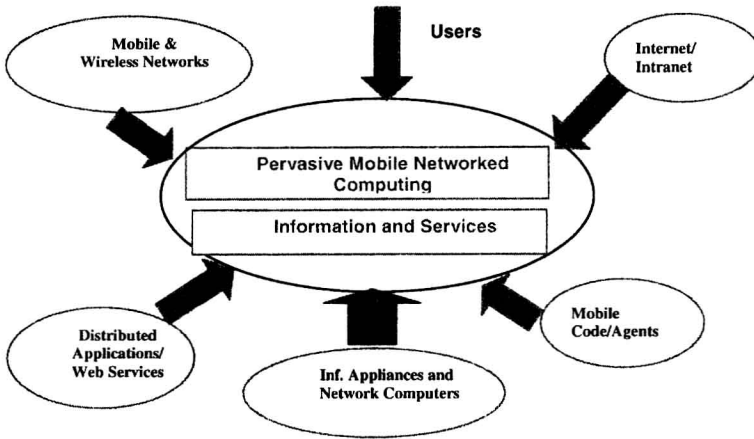 Mobile &
Wireless Networks
Users
Internet/
Intranet
Pervasive Mobile Networked
Computing
Information and Services
Distributed
Applications/
Web Services
Inf. Appliances and
Network Computers
Mobile
Code/Agents